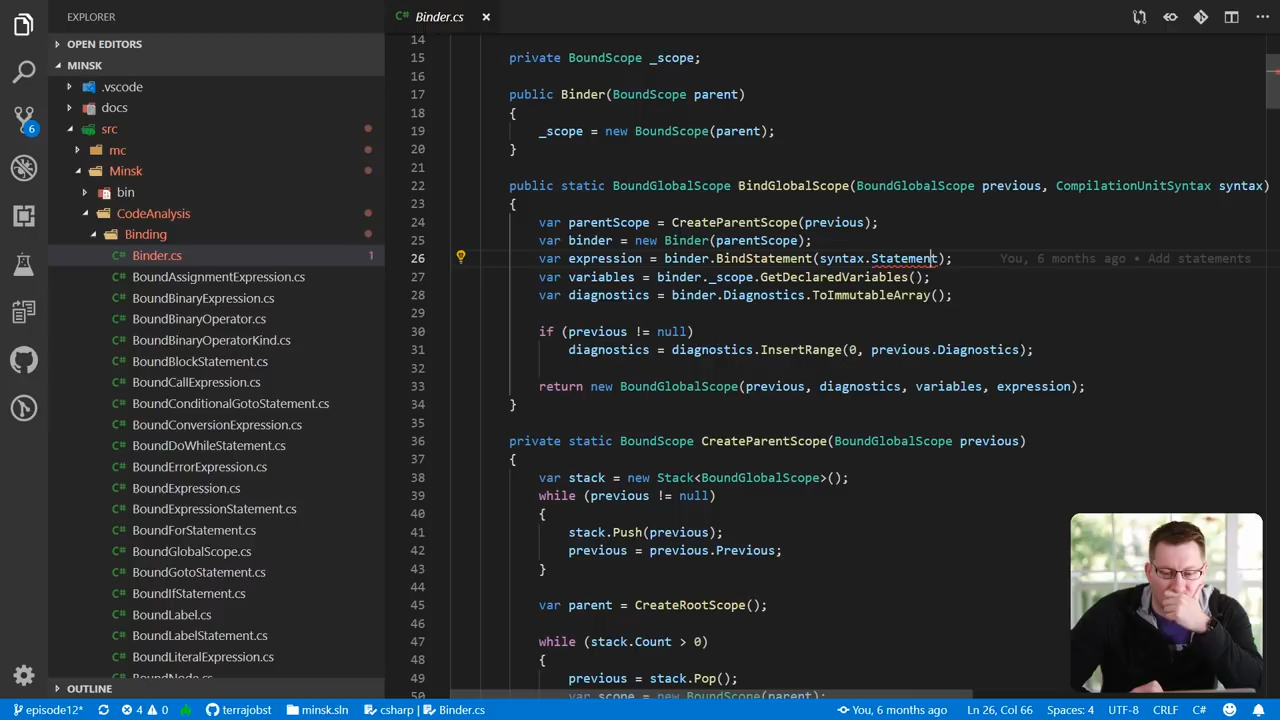 EXPLORER
OPEN EDITORS
MINSK
.vscode
docs
src
mc
Minsk
bin
CodeAnalysis
Binding
Binder.cs 1
BoundAssignmentExpression.cs
BoundBinaryExpression.cs
BoundBinaryOperator.cs
BoundBinaryOperatorKind.cs
BoundBlockStatement.cs
BoundCallExpression.cs
BoundConditionalGotoStatement.cs
BoundConversionExpression.cs
BoundDoWhileStatement.cs
BoundErrorExpression.cs
BoundExpression.cs
BoundExpressionStatement.cs
BoundForStatement.cs
BoundGlobalScope.cs
BoundGotoStatement.cs
BoundIfStatement.cs
BoundLabel.cs
BoundLabelStatement.cs
BoundLiteralExpression.cs
BoundNode.cs
OUTLINE
6
Binder.cs
14
15 private BoundScope _scope;
16
17 public Binder(BoundScope parent)
18 {
19 _scope = new BoundScope(parent);
20 }
21
22 public static BoundGlobalScope BindGlobalScope(BoundGlobalScope previous, CompilationUnitSyntax syntax)
23 {
24 var parentScope = CreateParentScope(previous);
25 var binder = new Binder(parentScope);
26 var expression = binder.BindStatement(syntax.Statement); You, 6 months ago • Add statements
27 var variables = binder._scope.GetDeclaredVariables();
28 var diagnostics = binder.Diagnostics.ToImmutableArray();
29
30 if (previous != null)
31 diagnostics = diagnostics.InsertRange(0, previous.Diagnostics);
32
33 return new BoundGlobalScope(previous, diagnostics, variables, expression);
34 }
35
36 private static BoundScope CreateParentScope(BoundGlobalScope previous)
37 {
38 var stack = new Stack<BoundGlobalScope>();
39 while (previous != null)
40 {
41 stack.Push(previous);
42 previous = previous.Previous;
43 }
44
45 var parent = CreateRootScope();
46
47 while (stack.Count > 0)
48 {
49 previous = stack.Pop();
50 var scope = new BoundScope(parent);
episode12* 4 0 terrajobst minsk.sln csharp | Binder.cs You, 6 months ago Ln 26, Col 66 Spaces: 4 UTF-8 CRLF C#